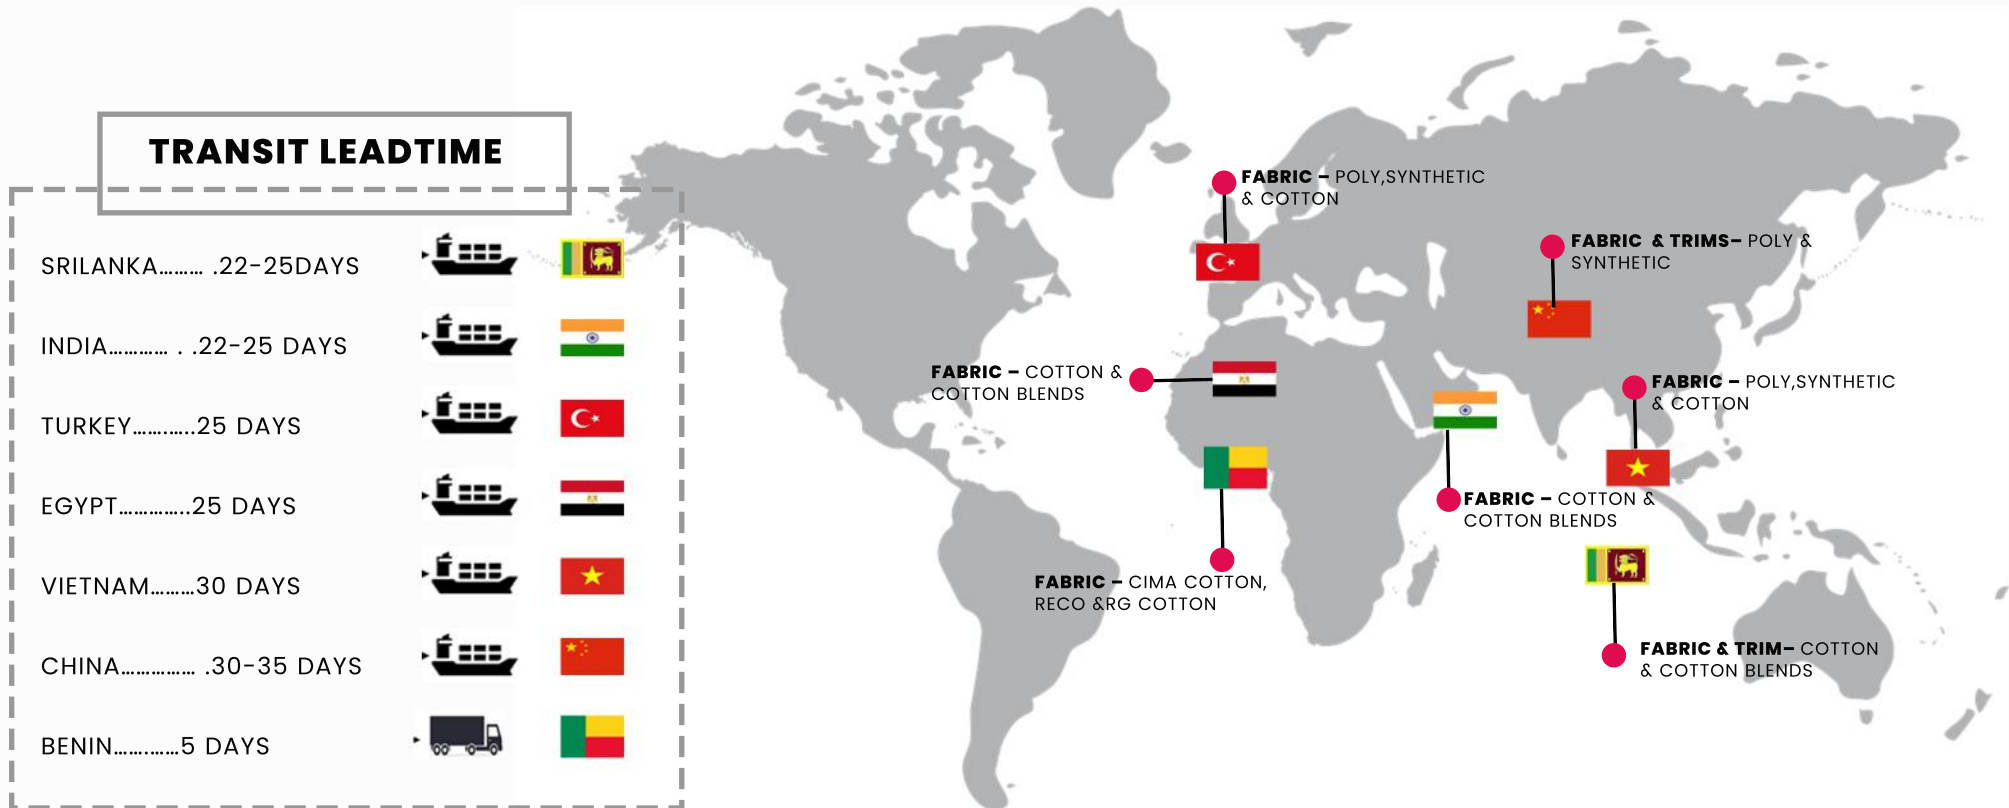 TRANSIT LEADTIME
SRILANKA......... .22-25DAYS
INDIA............ . .22-25 DAYS
TURKEY...........25 DAYS
EGYPT..............25 DAYS
VIETNAM.........30 DAYS
CHINA............... .30-35 DAYS
BENIN.............5 DAYS
FABRIC – POLY,SYNTHETIC
& COTTON
FABRIC & TRIMS– POLY &
SYNTHETIC
FABRIC – COTTON &
COTTON BLENDS
FABRIC – POLY,SYNTHETIC
& COTTON
FABRIC – COTTON &
COTTON BLENDS
FABRIC – CIMA COTTON,
RECO &RG COTTON
FABRIC & TRIM– COTTON
& COTTON BLENDS